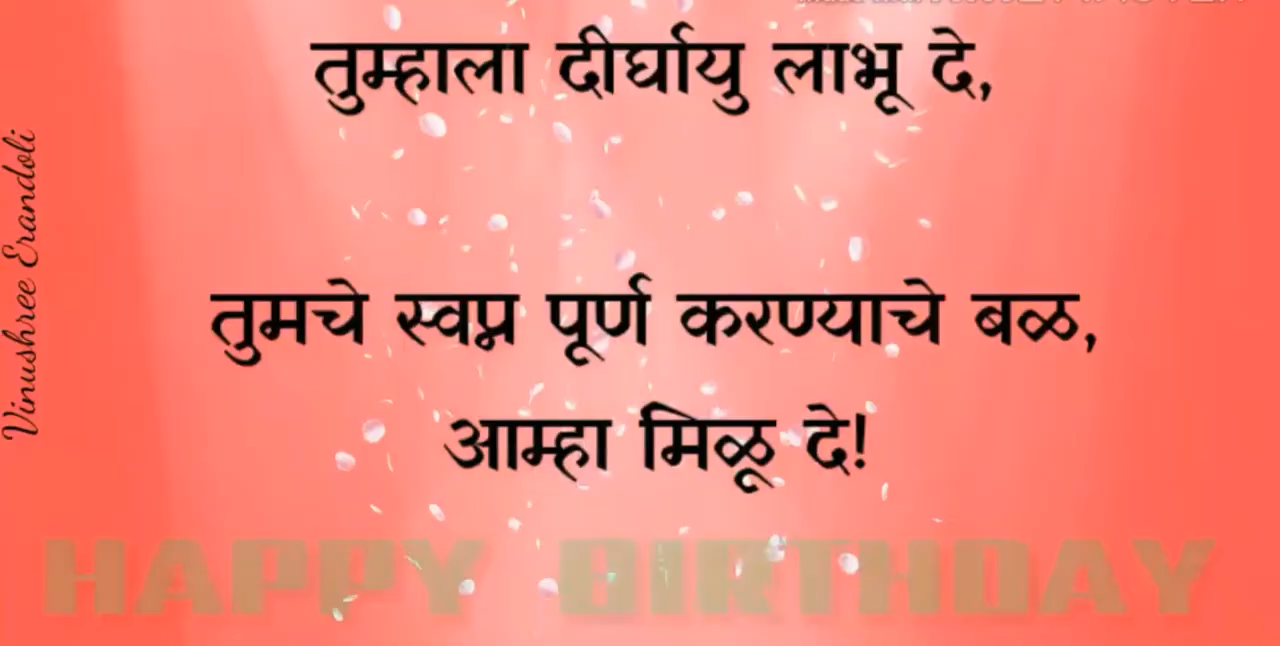 तुम्हाला दीर्घायु लाभू दे,
तुमचे स्वप्न पूर्ण करण्याचे बळ,
आम्हा मिळू दे!
HAPPY BIRTHDAY
Vinushree Erandoli